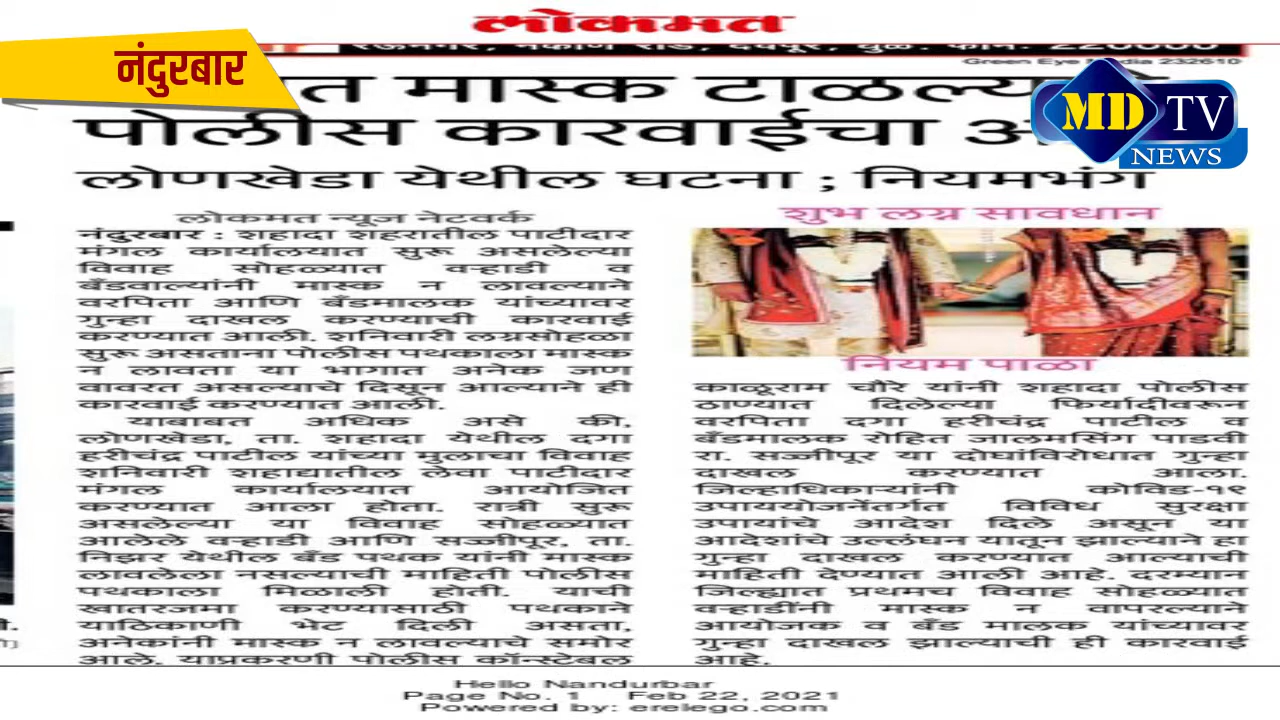 लोकमत
नंदुरबार
Green Eye Media 232610
MD TV
NEWS
मास्क
पोलीस कारवाईचा
लोणखेडा येथील घटना ; नियमभंग
लोकमत न्यूज नेटवर्क
नंदुरबार : शहादा शहरातील पाटीदार
मंगल कार्यालयात सुरू असलेल्या
विवाह सोहळ्यात वऱ्हाडी व
बँडवाल्यांनी मास्क न लावल्याने
वरपिता आणि बँडमालक यांच्यावर
गुन्हा दाखल करण्याची कारवाई
करण्यात आली. शनिवारी लग्नसोहळा
सुरू असताना पोलीस पथकाला मास्क
न लावता या भागात अनेक जण
वावरत असल्याचे दिसून आल्याने ही
कारवाई करण्यात आली.
याबाबत अधिक असे की,
लोणखेडा, ता. शहादा येथील दगा
हरीचंद्र पाटील यांच्या मुलाचा विवाह
शनिवारी शहाद्यातील लेवा पाटीदार
मंगल कार्यालयात आयोजित
करण्यात आला होता. रात्री सुरू
असलेल्या या विवाह सोहळ्यात
आलेले वऱ्हाडी आणि सज्जीपूर, ता.
निझर येथील बँड पथक यांनी मास्क
लावलेला नसल्याची माहिती पोलीस
पथकाला मिळाली होती. याची
खातरजमा करण्यासाठी पथकाने
याठिकाणी भेट दिली असता,
अनेकांनी मास्क न लावल्याचे समोर
आले. याप्रकरणी पोलीस कॉन्स्टेबल
शुभ लग्न सावधान
नियम पाळा
काळूराम चौरे यांनी शहादा पोलीस
ठाण्यात दिलेल्या फिर्यादीवरून
वरपिता दगा हरीचंद्र पाटील व
बँडमालक रोहित जालमसिंग पाडवी
रा. सज्जीपूर या दोघांविरोधात गुन्हा
दाखल करण्यात आला.
जिल्हाधिकाऱ्यांनी कोविड-१९
उपाययोजनेंतर्गत विविध सुरक्षा
उपायांचे आदेश दिले असून या
आदेशांचे उल्लंघन यातून झाल्याने हा
गुन्हा दाखल करण्यात आल्याची
माहिती देण्यात आली आहे. दरम्यान
जिल्ह्यात प्रथमच विवाह सोहळ्यात
वऱ्हाडींनी मास्क न वापरल्याने
आयोजक व बँड मालक यांच्यावर
गुन्हा दाखल झाल्याची ही कारवाई
आहे.
Hello Nandurbar
Page No. 1 Feb 22, 2021
Powered by: erelego.com